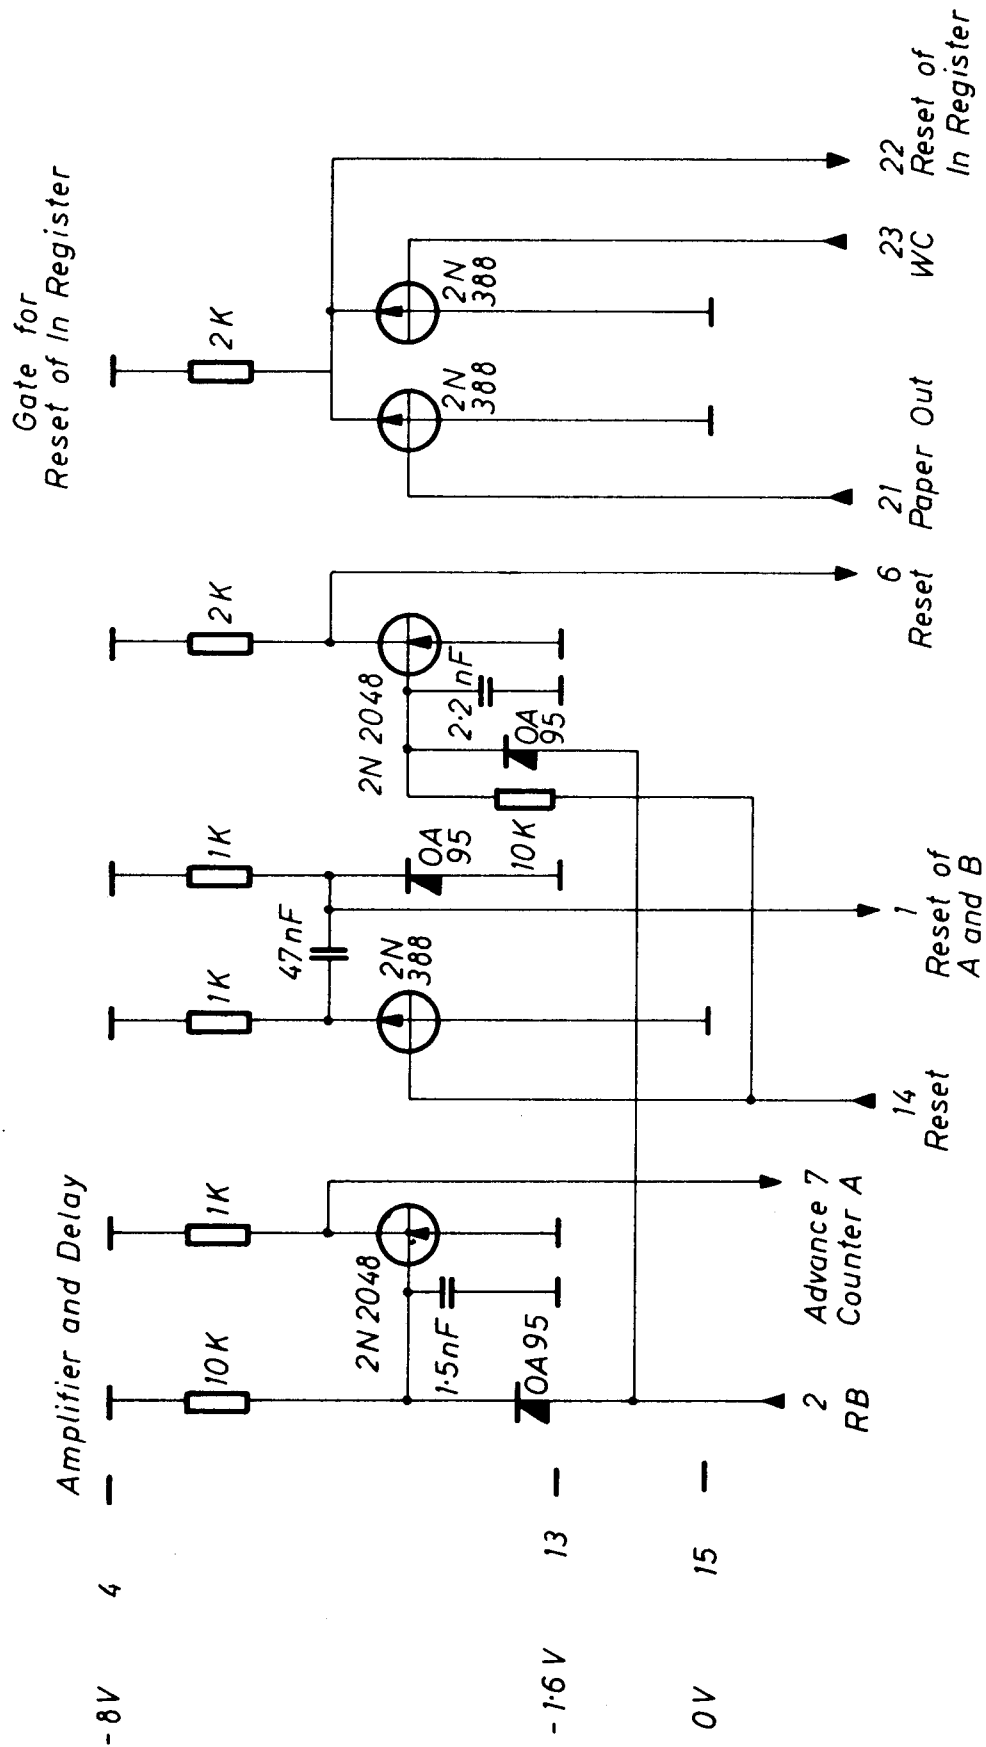 Amplifier and Delay
Gate for
Reset of In Register
-8V
4
10K
1K
1K
1K
2K
2K
47nF
2N 2048
1·5nF
OA95
2N
388
OA
95
2N 2048
10K
OA
95
2·2 nF
2N
388
2N
388
-1·6V
13
0V
15
2
RB
Advance 7
Counter A
14
Reset
1
Reset of
A and B
6
Reset
21
Paper Out
23
WC
22
Reset of
In Register